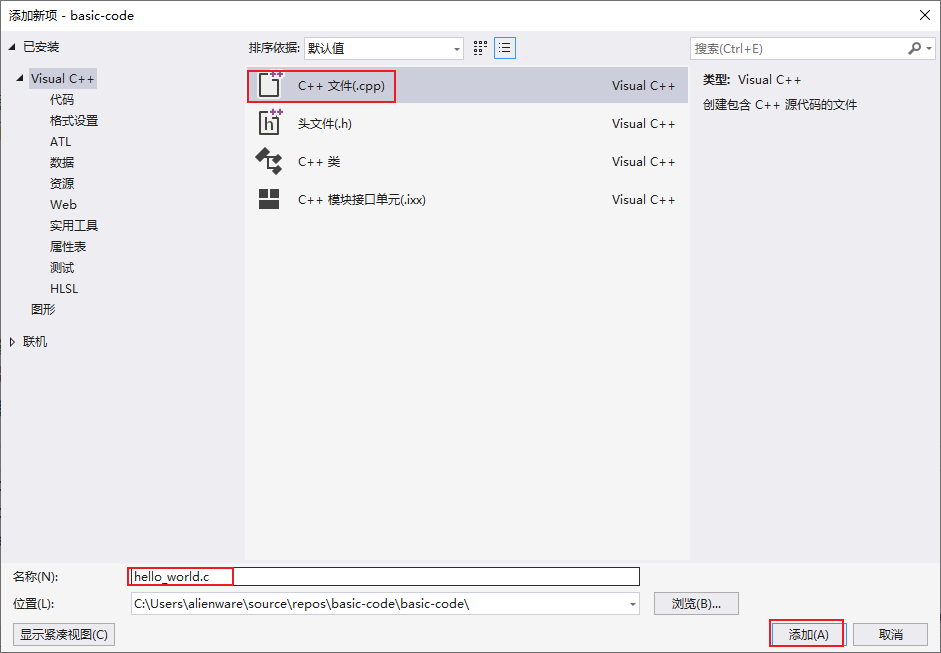 添加新项 - basic-code
已安装
排序依据: 默认值
搜索(Ctrl+E)
Visual C++
代码
格式设置
ATL
数据
资源
Web
实用工具
属性表
测试
HLSL
图形
联机
C++ 文件(.cpp) Visual C++
头文件(.h) Visual C++
C++ 类 Visual C++
C++ 模块接口单元(.ixx) Visual C++
类型: Visual C++
创建包含 C++ 源代码的文件
名称(N): hello_world.c
位置(L): C:\Users\alienware\source\repos\basic-code\basic-code\ 浏览(B)...
显示紧凑视图(C) 添加(A) 取消